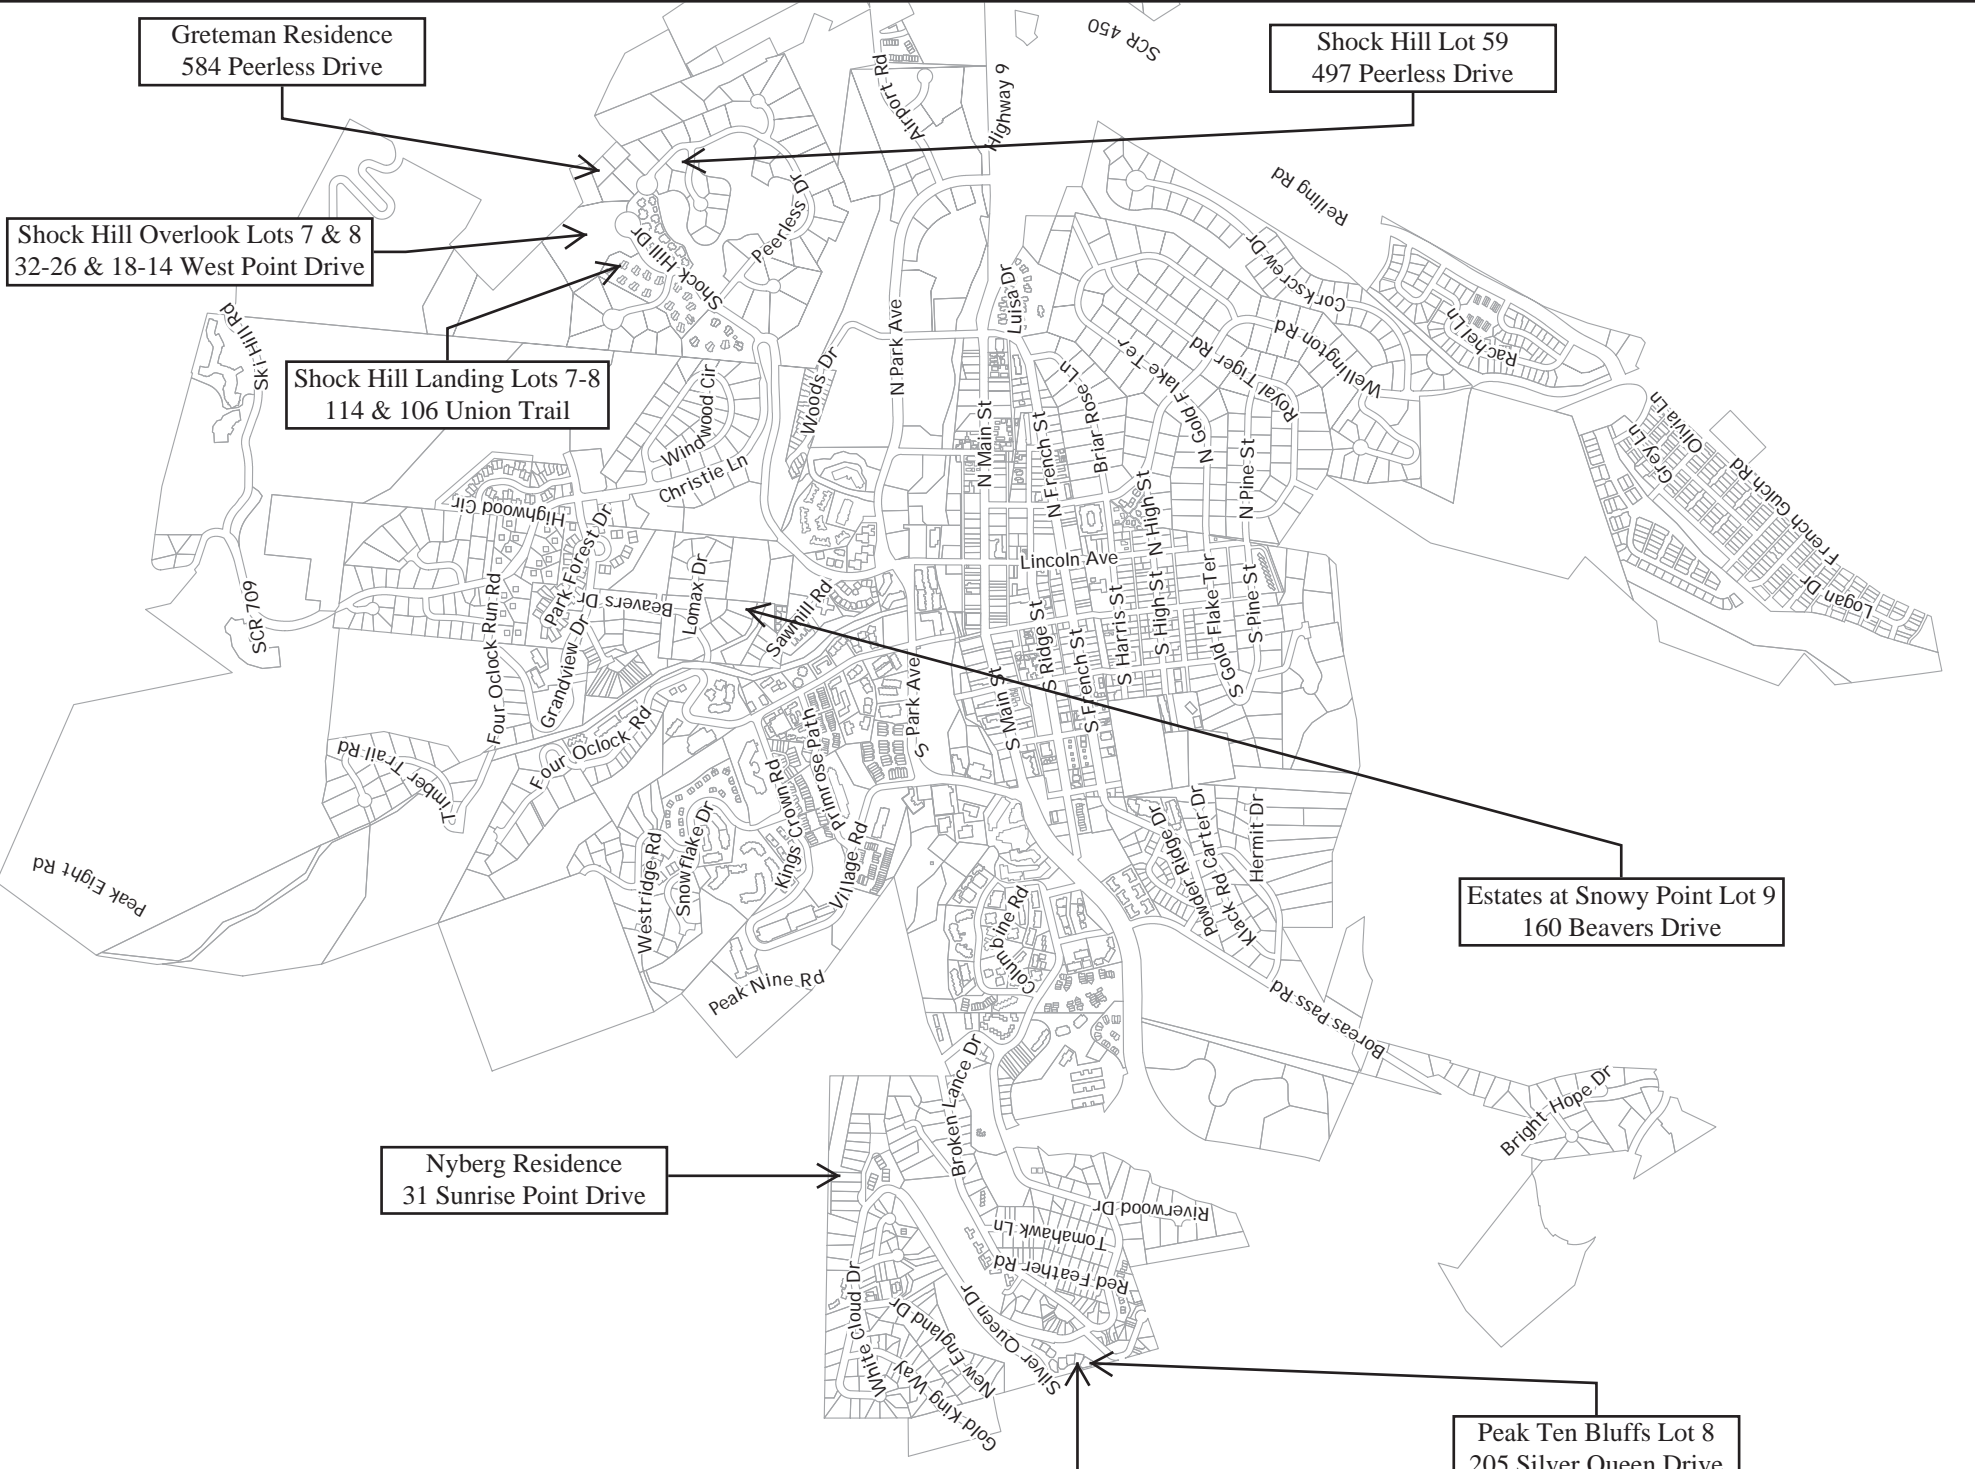 Greteman Residence
584 Peerless Drive
Shock Hill Lot 59
497 Peerless Drive
SCR 450
Airport Rd
Highway 9
Shock Hill Overlook Lots 7 & 8
32-26 & 18-14 West Point Drive
Shock Hill Dr
Shock
Peerless Dr
Reiling Rd
Corkscrew Dr
Luisa Dr
Ski Hill Rd
Shock Hill Landing Lots 7-8
114 & 106 Union Trail
Woods Dr
N Park Ave
Wellington Rd
Rachel Ln
Royal Tiger Rd
N Gold Flake Ter
Briar Rose Ln
Windwood Cir
Christie Ln
N Main St
N French St
N High St
N Pine St
Grey Ln
Olivia Ln
French Gulch Rd
Logan Dr
Highwood Cir
Park Forest Dr
Lincoln Ave
SCR 709
Four Oclock Run Rd
Beavers Dr
Lomax Dr
Sawmill Rd
Grandview Dr
S Ridge St
S French St
S Harris St
S High St
S Gold Flake Ter
S Pine St
S Main St
S Park Ave
Four Oclock Rd
Timber Trail Rd
Primrose Path
Kings Crown Rd
Village Rd
Snowflake Dr
Westridge Rd
Peak Eight Rd
Peak Nine Rd
Powder Ridge Dr
Carter Dr
Klack Rd
Hermit Dr
Columbine Rd
Estates at Snowy Point Lot 9
160 Beavers Drive
Boreas Pass Rd
Bright Hope Dr
Broken Lance Dr
Nyberg Residence
31 Sunrise Point Drive
Riverwood Dr
Tomahawk Ln
Red Feather Rd
White Cloud Dr
Silver Queen Dr
New England Dr
Gold King Way
Peak Ten Bluffs Lot 8
205 Silver Queen Drive